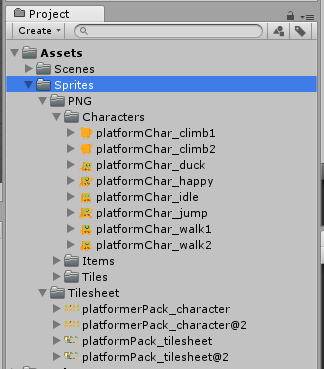 Project
Create
Assets
Scenes
Sprites
PNG
Characters
platformChar_climb1
platformChar_climb2
platformChar_duck
platformChar_happy
platformChar_idle
platformChar_jump
platformChar_walk1
platformChar_walk2
Items
Tiles
Tilesheet
platformerPack_character
platformerPack_character@2
platformPack_tilesheet
platformPack_tilesheet@2